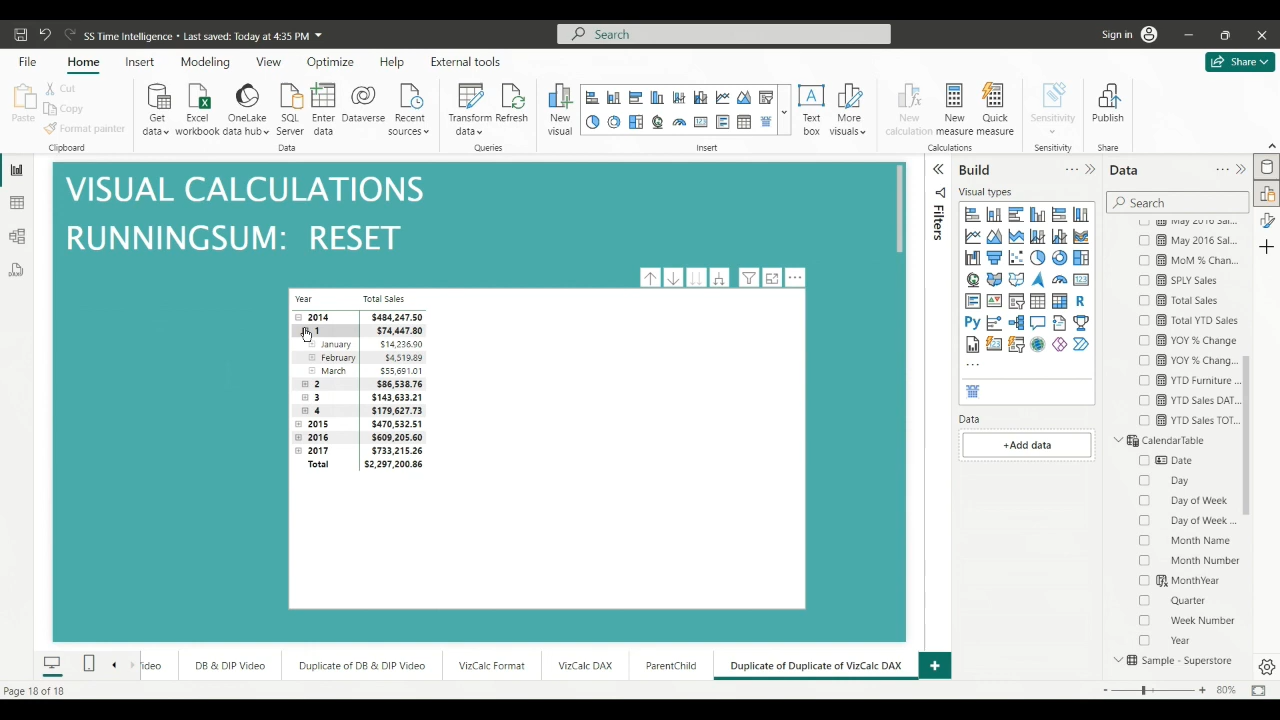 SS Time Intelligence • Last saved: Today at 4:35 PM
Search
Sign in
File Home Insert Modeling View Optimize Help External tools
Share
Paste
Cut
Copy
Format painter
Clipboard
Get data
Excel workbook
OneLake data hub
SQL Server
Enter data
Dataverse
Recent sources
Data
Transform data
Refresh
Queries
New visual
Text box
More visuals
Insert
New calculation
New measure
Quick measure
Calculations
Sensitivity
Sensitivity
Publish
Share
VISUAL CALCULATIONS
RUNNINGSUM: RESET
Year Total Sales
2014 $484,247.50
1 $74,447.80
January $14,236.90
February $4,519.89
March $55,691.01
2 $86,538.76
3 $143,633.21
4 $179,627.73
2015 $470,532.51
2016 $609,205.60
2017 $733,215.26
Total $2,297,200.86
Filters
Build
Visual types
R
Py
Data
+Add data
Data
Search
May 2016 Sal...
May 2016 Sal...
MoM % Chan...
SPLY Sales
Total Sales
Total YTD Sales
YOY % Change
YOY % Chang...
YTD Furniture ...
YTD Sales DAT...
YTD Sales TOT...
CalendarTable
Date
Day
Day of Week
Day of Week ...
Month Name
Month Number
MonthYear
Quarter
Week Number
Year
Sample - Superstore
ideo
DB & DIP Video
Duplicate of DB & DIP Video
VizCalc Format
VizCalc DAX
ParentChild
Duplicate of Duplicate of VizCalc DAX
Page 18 of 18
80%